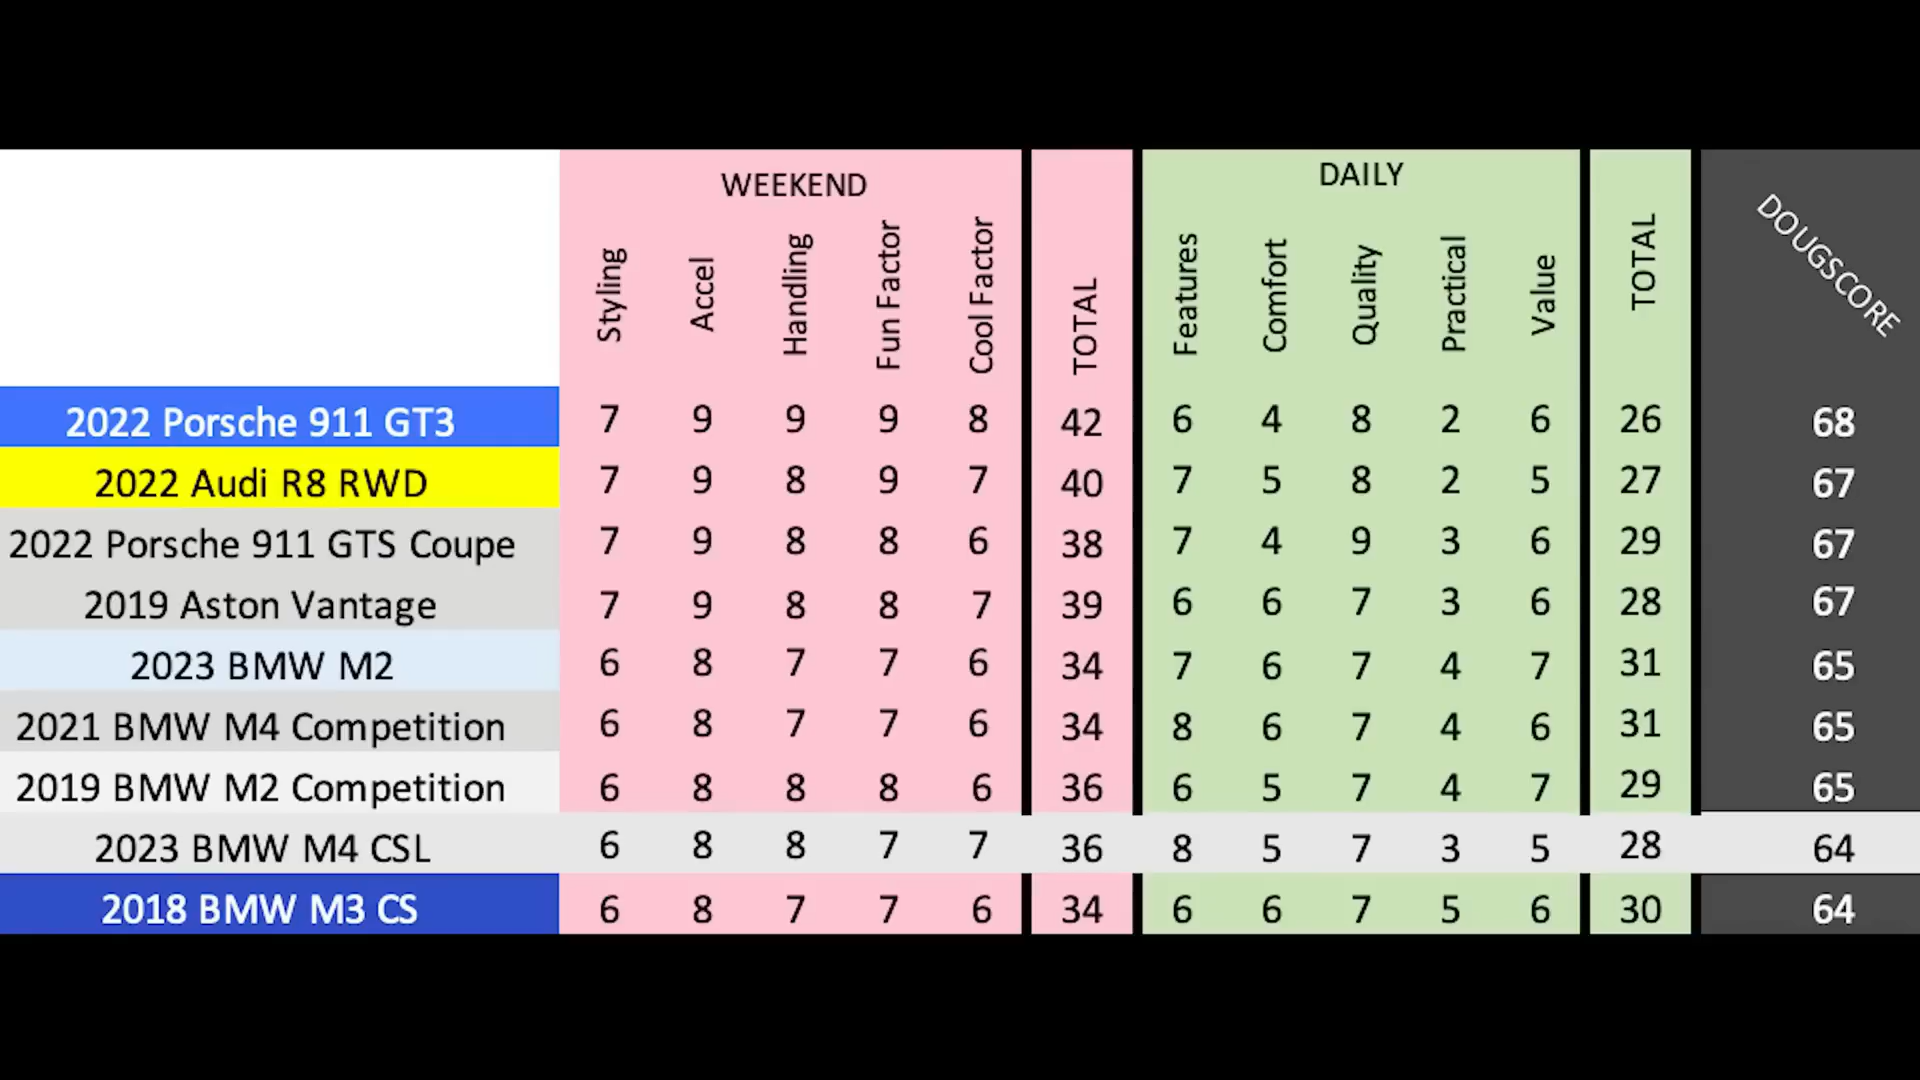 WEEKEND DAILY
Styling Accel Handling Fun Factor Cool Factor TOTAL Features Comfort Quality Practical Value TOTAL DOUGSCORE
2022 Porsche 911 GT3 7 9 9 9 8 42 6 4 8 2 6 26 68
2022 Audi R8 RWD 7 9 8 9 7 40 7 5 8 2 5 27 67
2022 Porsche 911 GTS Coupe 7 9 8 8 6 38 7 4 9 3 6 29 67
2019 Aston Vantage 7 9 8 8 7 39 6 6 7 3 6 28 67
2023 BMW M2 6 8 7 7 6 34 7 6 7 4 7 31 65
2021 BMW M4 Competition 6 8 7 7 6 34 8 6 7 4 6 31 65
2019 BMW M2 Competition 6 8 8 8 6 36 6 5 7 4 7 29 65
2023 BMW M4 CSL 6 8 8 7 7 36 8 5 7 3 5 28 64
2018 BMW M3 CS 6 8 7 7 6 34 6 6 7 5 6 30 64